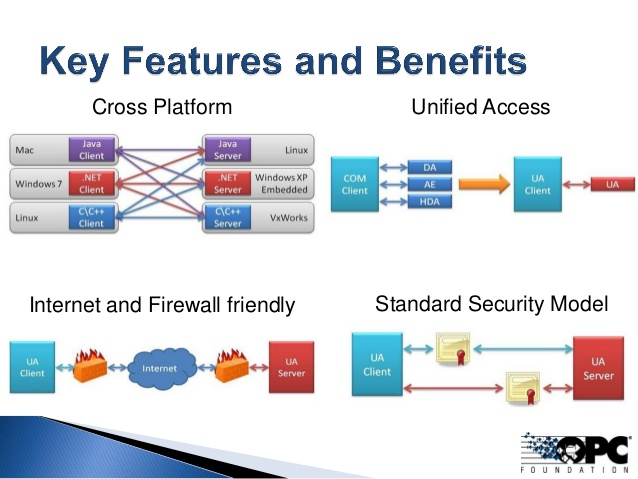 Key Features and Benefits
Cross Platform
Unified Access
Mac
Java
Client
Java
Server
Linux
Windows 7
.NET
Client
.NET
Server
Windows XP
Embedded
Linux
C\C++
Client
C\C++
Server
VxWorks
COM
Client
DA
AE
HDA
UA
Client
UA
Internet and Firewall friendly
Standard Security Model
UA
Client
Internet
UA
Server
UA
Client
UA
Server
OPC
FOUNDATION